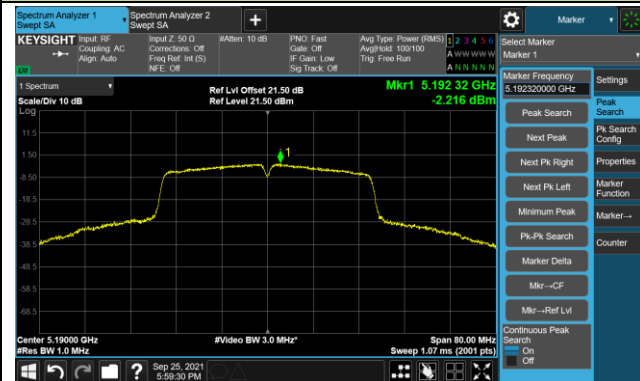 Spectrum Analyzer 1
Swept SA
Spectrum Analyzer 2
Swept SA
+
Marker
KEYSIGHT
Input: RF
Coupling: AC
Align: Auto
Input Z: 50 Ω
Corrections: Off
Freq Ref: Int (S)
NFE: Off
#Atten: 10 dB
PNO: Fast
Gate: Off
IF Gain: Low
Sig Track: Off
Avg Type: Power (RMS)
Avg|Hold: 100/100
Trig: Free Run
1 2 3 4 5 6
A W W W W W
A N N N N N
Select Marker
Marker 1
1 Spectrum
Scale/Div 10 dB
Log
Ref Lvl Offset 21.50 dB
Ref Level 21.50 dBm
Mkr1 5.192 32 GHz
-2.216 dBm
11.5
1.50
-8.50
-18.5
-28.5
-38.5
-48.5
-58.5
-68.5
1
Center 5.19000 GHz
#Res BW 1.0 MHz
#Video BW 3.0 MHz*
Span 80.00 MHz
Sweep 1.07 ms (2001 pts)
Marker Frequency
5.192320000 GHz
Peak Search
Next Peak
Next Pk Right
Next Pk Left
Minimum Peak
Pk-Pk Search
Marker Delta
Mkr→CF
Mkr→Ref Lvl
Continuous Peak
Search
On
Off
Settings
Peak
Search
Pk Search
Config
Properties
Marker
Function
Marker→
Counter
?
Sep 25, 2021
5:59:30 PM